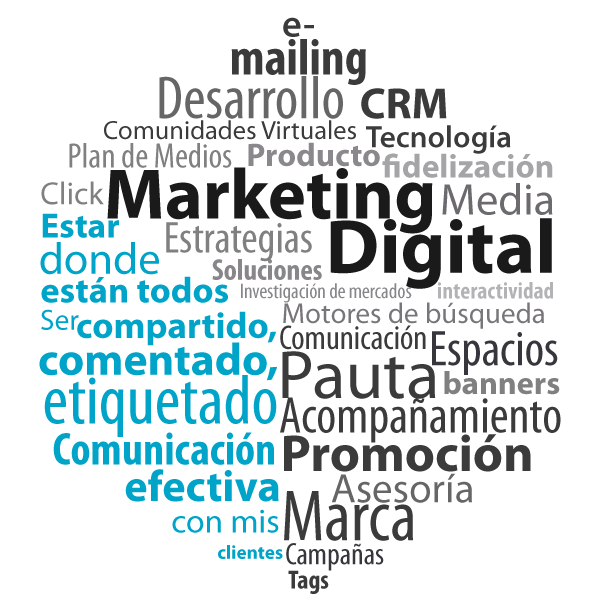 e-
mailing
Desarrollo CRM
Comunidades Virtuales Tecnología
Plan de Medios Producto fidelización
Click Marketing Media
Estar Estrategias Digital
donde Soluciones
están todos Investigación de mercados interactividad
Ser compartido, Motores de búsqueda
comentado, Comunicación Espacios
etiquetado Pauta banners
Acompañamiento
Comunicación Promoción
efectiva Asesoría
con mis Marca
clientes Campañas
Tags